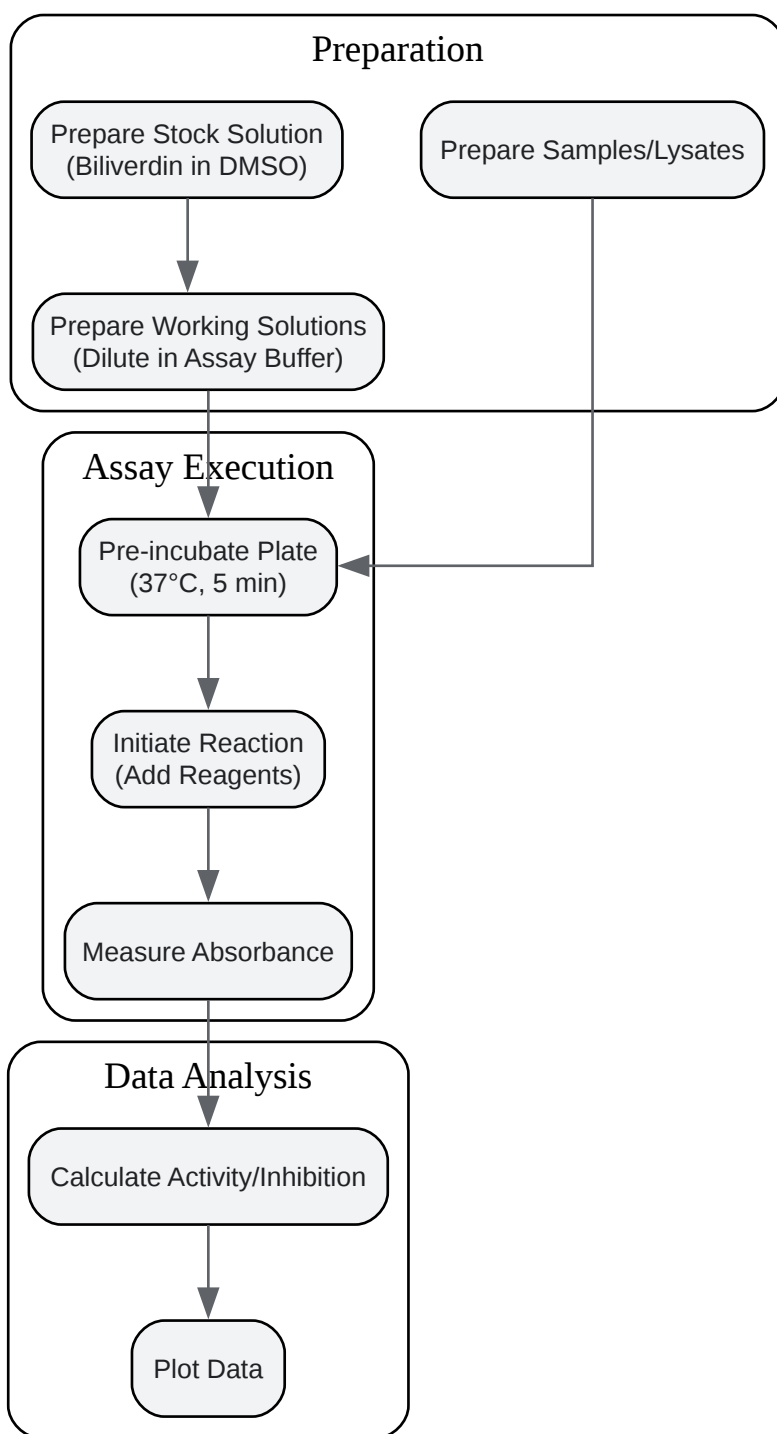 Preparation
Prepare Stock Solution
(Biliverdin in DMSO)
Prepare Samples/Lysates
Prepare Working Solutions
(Dilute in Assay Buffer)
Assay Execution
Pre-incubate Plate
(37°C, 5 min)
Initiate Reaction
(Add Reagents)
Measure Absorbance
Data Analysis
Calculate Activity/Inhibition
Plot Data